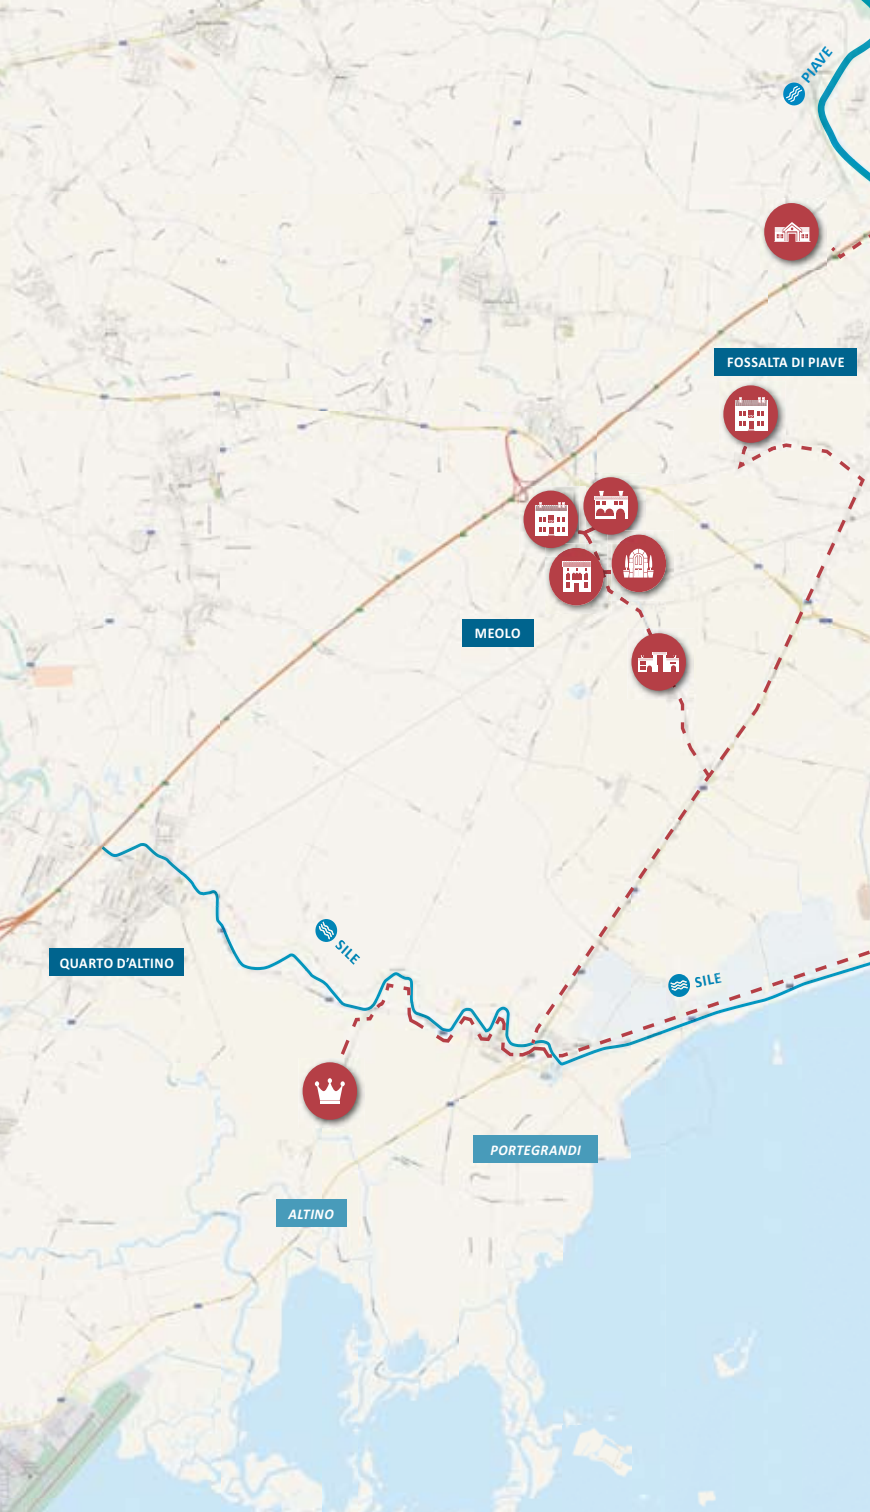 PIAVE
FOSSALTA DI PIAVE
MEOLO
QUARTO D'ALTINO
SILE
SILE
PORTEGRANDI
ALTINO